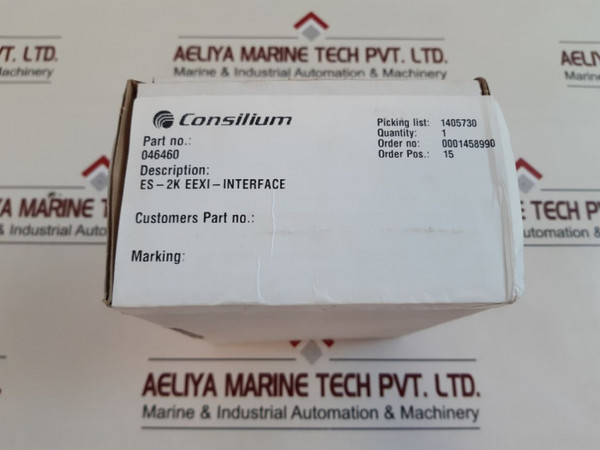 AELIYA MARINE TECH PVT. LTD.
Marine & Industrial Automation & Machinery
Consilium
Part no.:
046460
Description:
ES-2K EEXI-INTERFACE
Customers Part no.:
Marking:
Picking list: 1405730
Quantity: 1
Order no: 0001458990
Order Pos.: 15
AELIYA MARINE TECH PVT. LTD.
Marine & Industrial Automation & Machinery